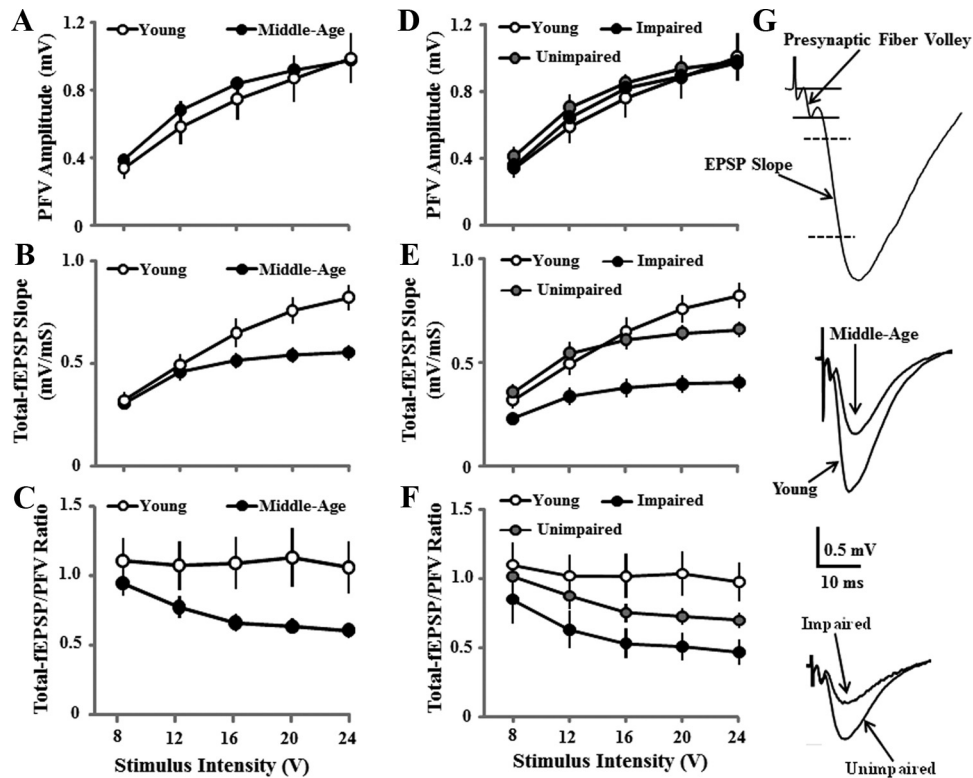 A
PFV Amplitude (mV)
1.2
0.8
0.4
0
Young
Middle-Age
B
Total-fEPSP Slope
(mV/mS)
1.0
0.5
0
Young
Middle-Age
C
Total-fEPSP/PFV Ratio
1.5
1.0
0.5
0.0
Young
Middle-Age
8 12 16 20 24
Stimulus Intensity (V)
D
PFV Amplitude (mV)
1.2
0.8
0.4
0
Young
Impaired
Unimpaired
E
Total-fEPSP Slope
(mV/mS)
1.0
0.5
0
Young
Impaired
Unimpaired
F
Total-fEPSP/PFV Ratio
1.5
1.0
0.5
0.0
Young
Impaired
Unimpaired
8 12 16 20 24
Stimulus Intensity (V)
G
Presynaptic Fiber Volley
EPSP Slope
Middle-Age
Young
0.5 mV
10 ms
Impaired
Unimpaired